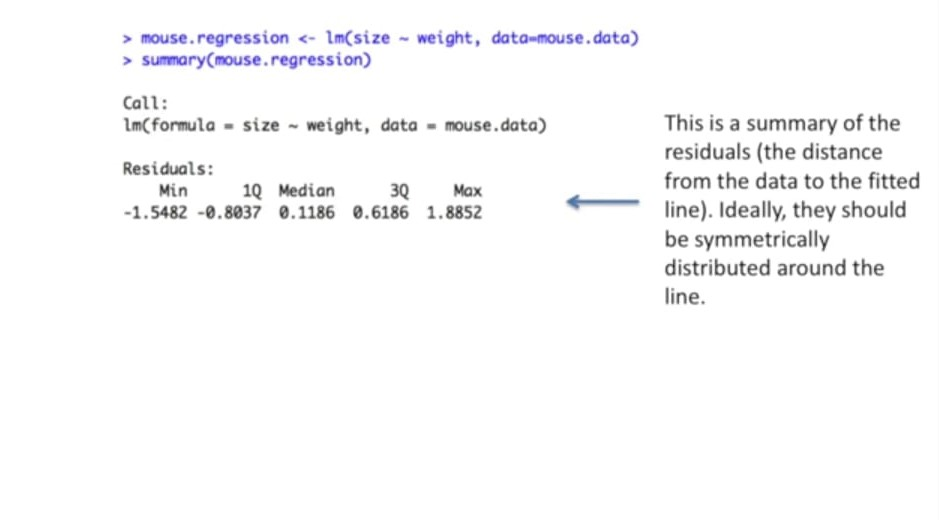 > mouse.regression <- lm(size ~ weight, data=mouse.data)
> summary(mouse.regression)
Call:
lm(formula = size ~ weight, data = mouse.data)
Residuals:
Min 1Q Median 3Q Max
-1.5482 -0.8037 0.1186 0.6186 1.8852
This is a summary of the
residuals (the distance
from the data to the fitted
line). Ideally, they should
be symmetrically
distributed around the
line.